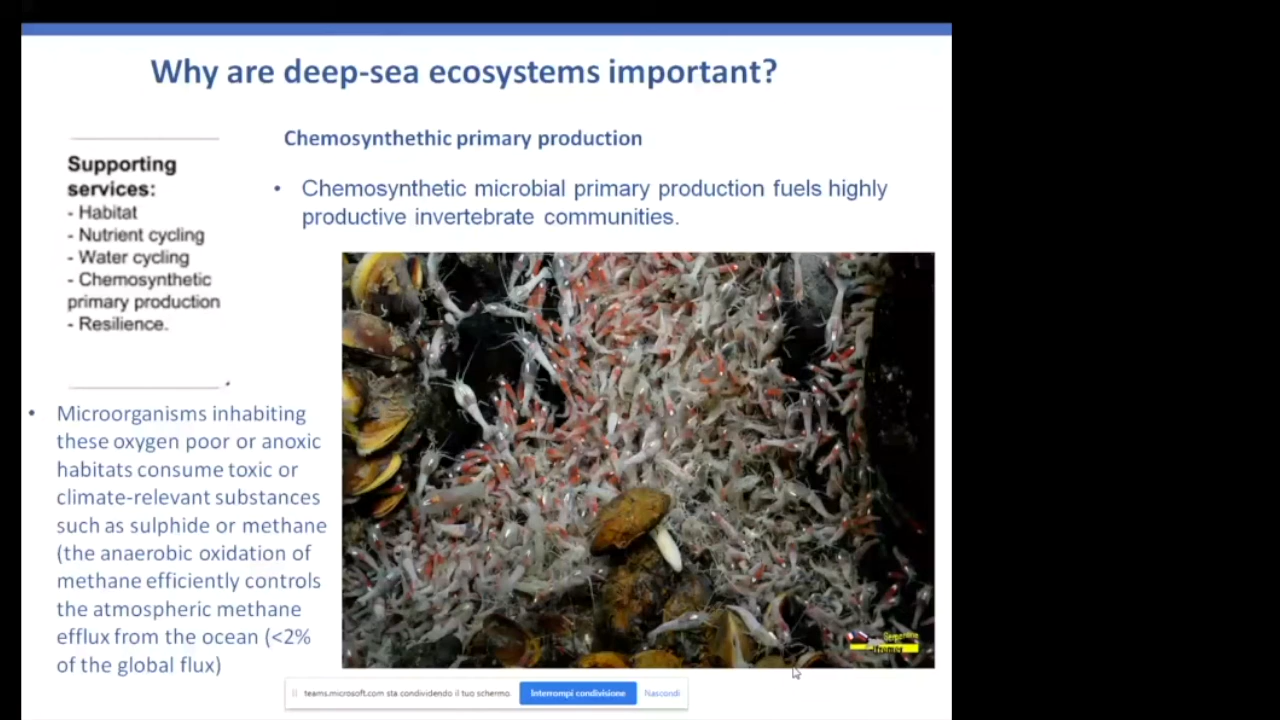 Why are deep-sea ecosystems important?
Chemosynthethic primary production
Supporting
services:
- Habitat
- Nutrient cycling
- Water cycling
- Chemosynthetic
primary production
- Resilience.
• Chemosynthetic microbial primary production fuels highly
productive invertebrate communities.
• Microorganisms inhabiting
these oxygen poor or anoxic
habitats consume toxic or
climate-relevant substances
such as sulphide or methane
(the anaerobic oxidation of
methane efficiently controls
the atmospheric methane
efflux from the ocean (<2%
of the global flux)
Serpentine
Ifremer
teams.microsoft.com sta condividendo il tuo schermo.
Interrompi condivisione
Nascondi